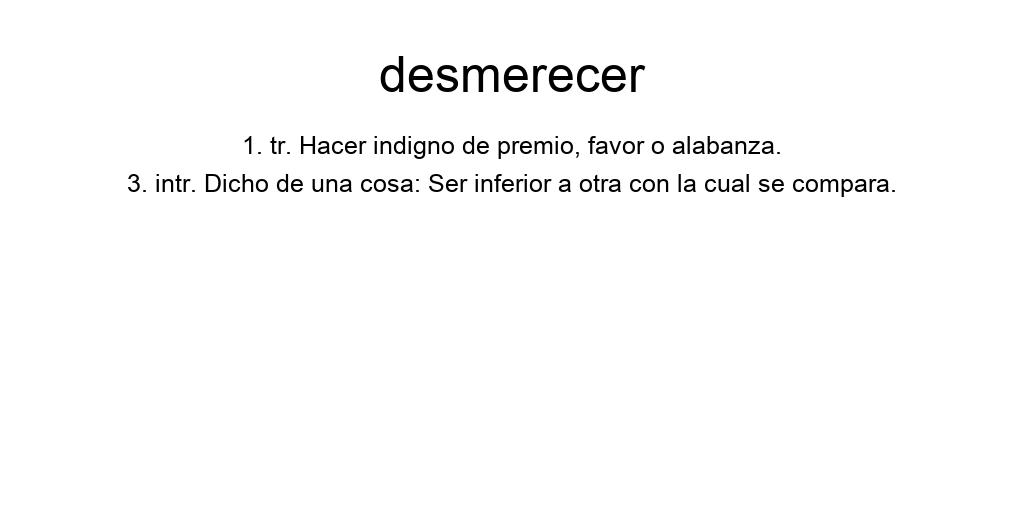 desmerecer
1. tr. Hacer indigno de premio, favor o alabanza.
3. intr. Dicho de una cosa: Ser inferior a otra con la cual se compara.